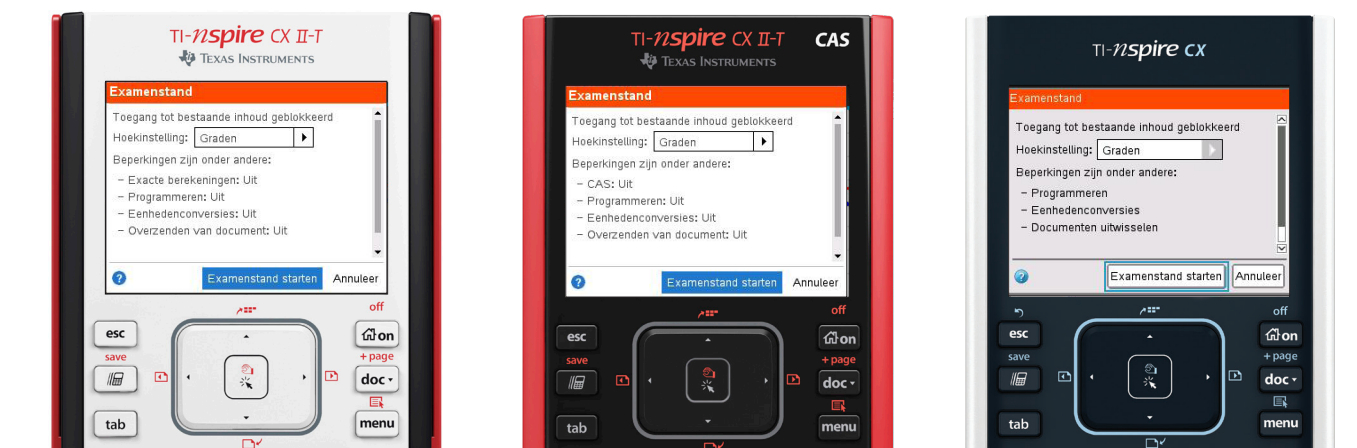 TI-nspire CX II-T
TEXAS INSTRUMENTS
Examenstand
Toegang tot bestaande inhoud geblokkeerd
Hoekinstelling: Graden
Beperkingen zijn onder andere:
– Exacte berekeningen: Uit
– Programmeren: Uit
– Eenhedenconversies: Uit
– Overzenden van document: Uit
? Examenstand starten Annuleer
off
esc on
save + page
doc
tab menu
TI-nspire CX II-T CAS
TEXAS INSTRUMENTS
Examenstand
Toegang tot bestaande inhoud geblokkeerd
Hoekinstelling: Graden
Beperkingen zijn onder andere:
– CAS: Uit
– Programmeren: Uit
– Eenhedenconversies: Uit
– Overzenden van document: Uit
? Examenstand starten Annuleer
off
esc on
save + page
doc
tab menu
TI-nspire CX
Examenstand
Toegang tot bestaande inhoud geblokkeerd
Hoekinstelling: Graden
Beperkingen zijn onder andere:
– Programmeren
– Eenhedenconversies
– Documenten uitwisselen
? Examenstand starten Annuleer
off
esc on
save + page
doc
tab menu